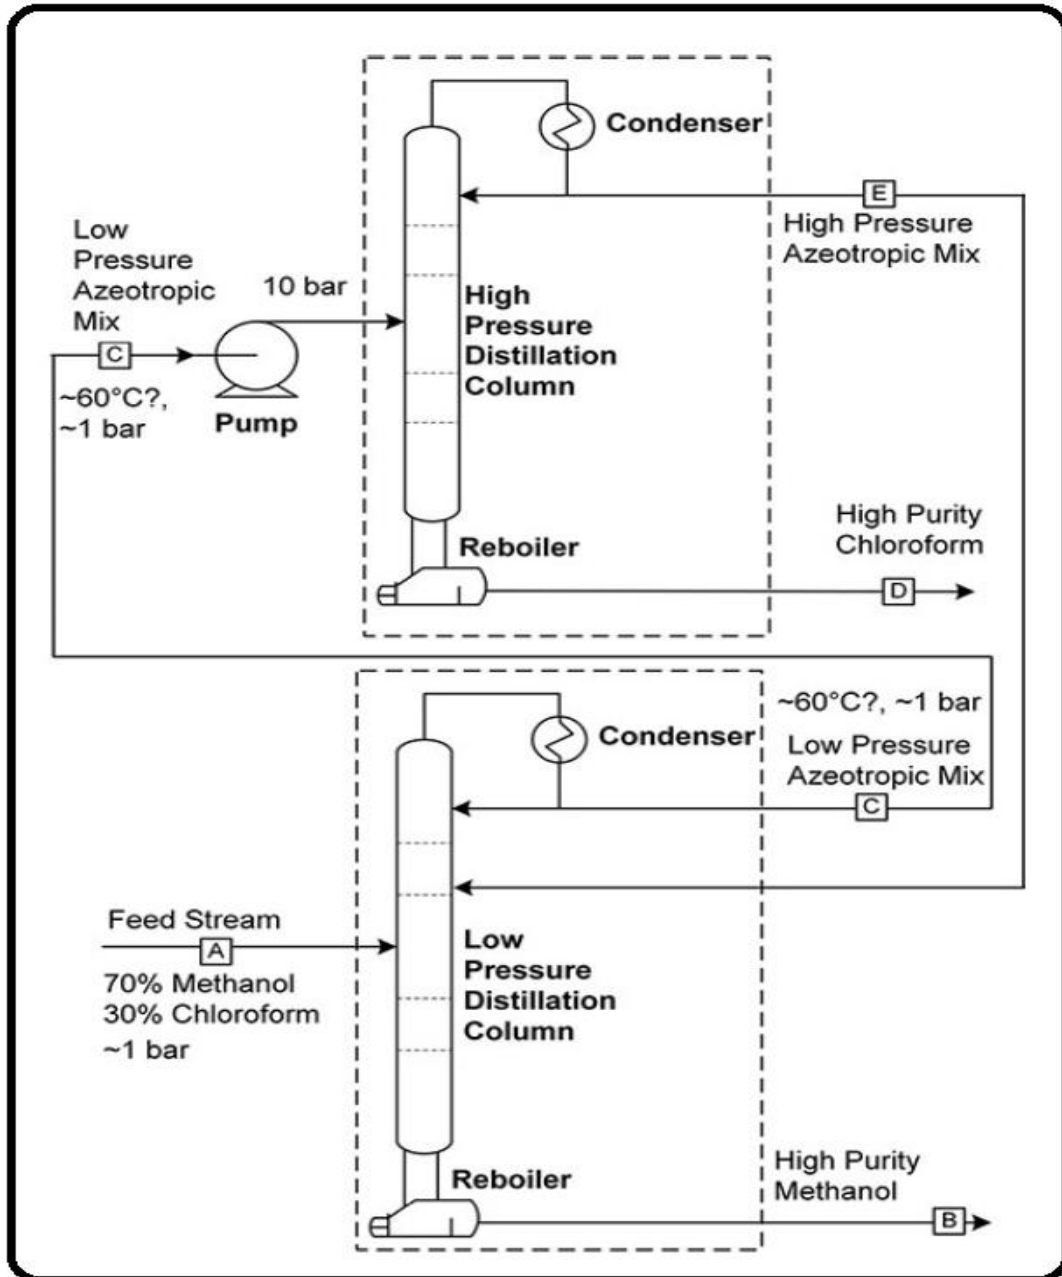 Condenser
E
High Pressure
Azeotropic Mix
Low
Pressure
Azeotropic
Mix
10 bar
C
~60°C?,
~1 bar
Pump
High
Pressure
Distillation
Column
High Purity
Chloroform
Reboiler
D
~60°C?, ~1 bar
Condenser
Low Pressure
Azeotropic Mix
C
Feed Stream
A
70% Methanol
30% Chloroform
~1 bar
Low
Pressure
Distillation
Column
Reboiler
High Purity
Methanol
B